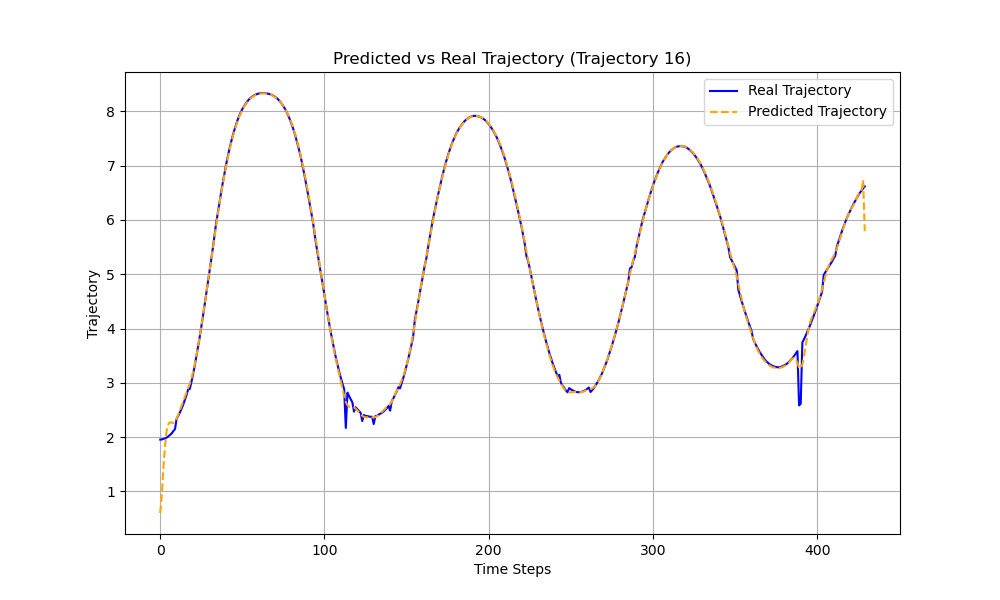 Predicted vs Real Trajectory (Trajectory 16)
Real Trajectory
Predicted Trajectory
Trajectory
8
7
6
5
4
3
2
1
0 100 200 300 400
Time Steps